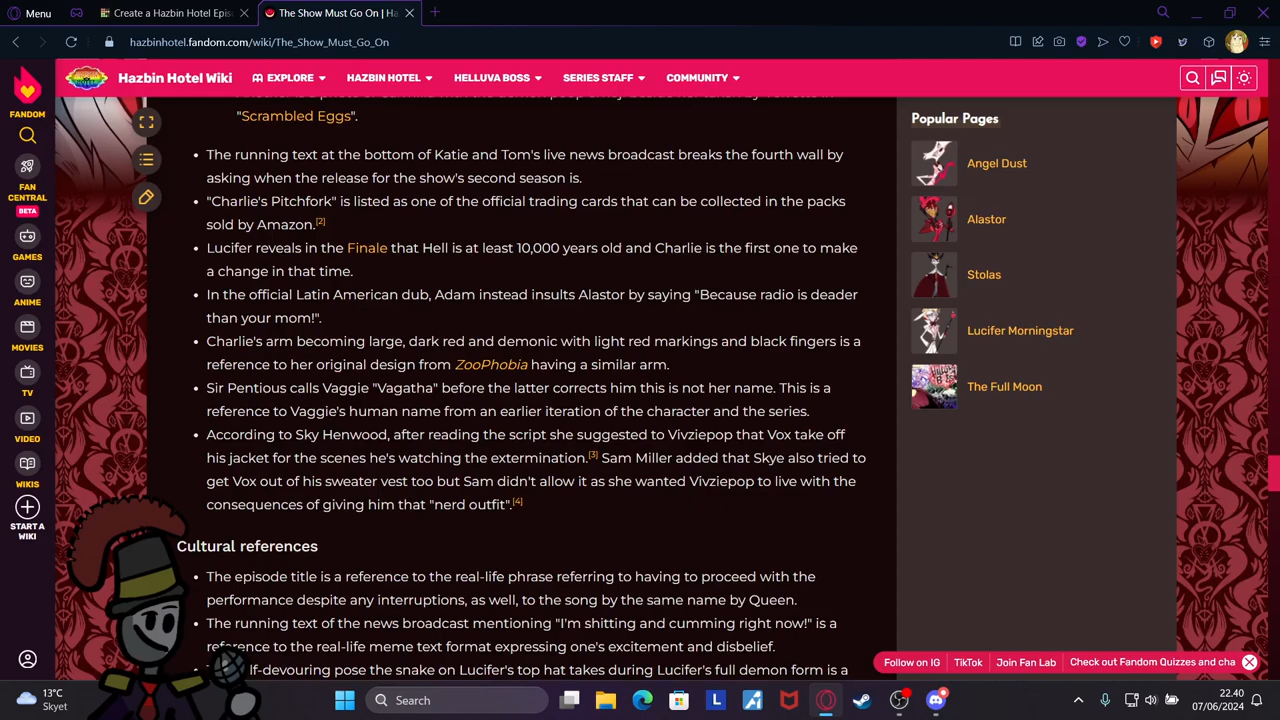 Menu
Create a Hazbin Hotel Epis
The Show Must Go On | Ha
hazbinhotel.fandom.com/wiki/The_Show_Must_Go_On
Hazbin Hotel Wiki
EXPLORE
HAZBIN HOTEL
HELLUVA BOSS
SERIES STAFF
COMMUNITY
FANDOM
FAN
CENTRAL
BETA
GAMES
ANIME
MOVIES
TV
VIDEO
WIKIS
START A
WIKI
"Scrambled Eggs".
• The running text at the bottom of Katie and Tom's live news broadcast breaks the fourth wall by
asking when the release for the show's second season is.
• "Charlie's Pitchfork" is listed as one of the official trading cards that can be collected in the packs
sold by Amazon.[2]
• Lucifer reveals in the Finale that Hell is at least 10,000 years old and Charlie is the first one to make
a change in that time.
• In the official Latin American dub, Adam instead insults Alastor by saying "Because radio is deader
than your mom!".
• Charlie's arm becoming large, dark red and demonic with light red markings and black fingers is a
reference to her original design from ZooPhobia having a similar arm.
• Sir Pentious calls Vaggie "Vagatha" before the latter corrects him this is not her name. This is a
reference to Vaggie's human name from an earlier iteration of the character and the series.
• According to Sky Henwood, after reading the script she suggested to Vivziepop that Vox take off
his jacket for the scenes he's watching the extermination.[3] Sam Miller added that Skye also tried to
get Vox out of his sweater vest too but Sam didn't allow it as she wanted Vivziepop to live with the
consequences of giving him that "nerd outfit".[4]
Cultural references
• The episode title is a reference to the real-life phrase referring to having to proceed with the
performance despite any interruptions, as well, to the song by the same name by Queen.
• The running text of the news broadcast mentioning "I'm shitting and cumming right now!" is a
reference to the real-life meme text format expressing one's excitement and disbelief.
lf-devouring pose the snake on Lucifer's top hat takes during Lucifer's full demon form is a
Popular Pages
Angel Dust
Alastor
Stolas
Lucifer Morningstar
The Full Moon
Follow on IG
TikTok
Join Fan Lab
Check out Fandom Quizzes and cha
13°C
Skyet
Search
22.40
07/06/2024